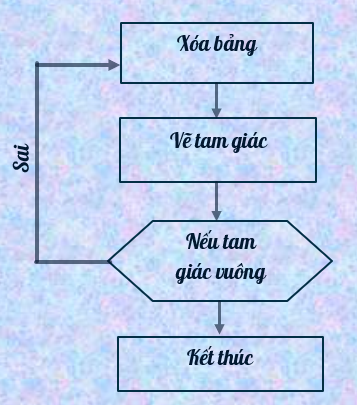 Xóa bảng
Vẽ tam giác
Sai
Nếu tam
giác vuông
Kết thúc